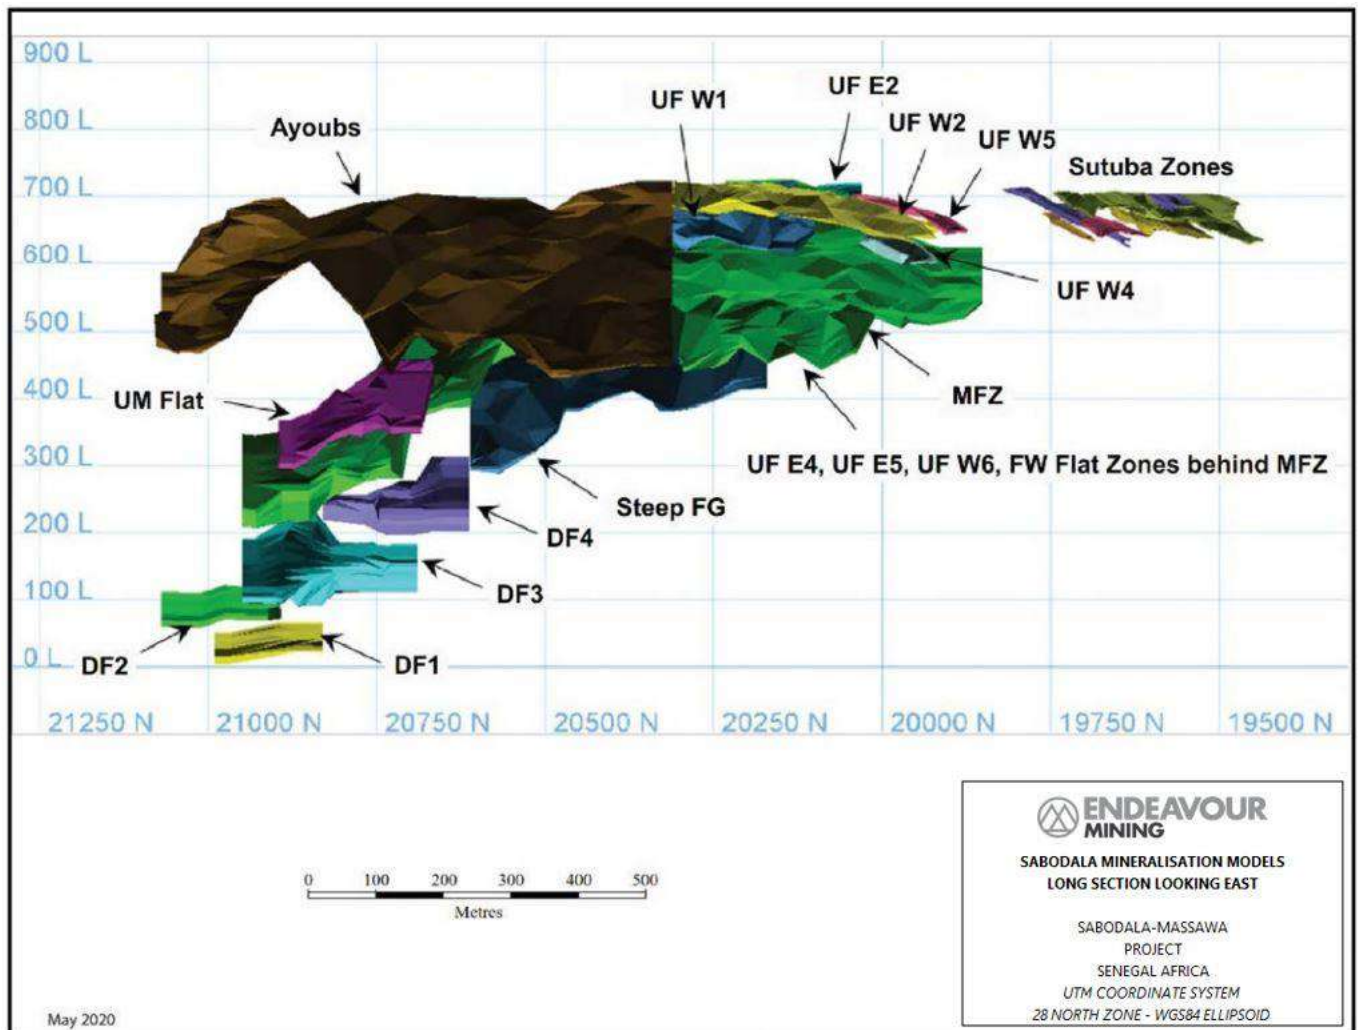 900 L
800 L
700 L
600 L
500 L
400 L
300 L
200 L
100 L
0 L
Ayoubs
UF W1
UF E2
UF W2
UF W5
Sutuba Zones
UF W4
UM Flat
MFZ
UF E4, UF E5, UF W6, FW Flat Zones behind MFZ
Steep FG
DF4
DF3
DF2
DF1
21250 N
21000 N
20750 N
20500 N
20250 N
20000 N
19750 N
19500 N
0 100 200 300 400 500
Metres
ENDEAVOUR
MINING
SABODALA MINERALISATION MODELS
LONG SECTION LOOKING EAST
SABODALA-MASSAWA
PROJECT
SENEGAL AFRICA
UTM COORDINATE SYSTEM
28 NORTH ZONE - WGS84 ELLIPSOID
May 2020